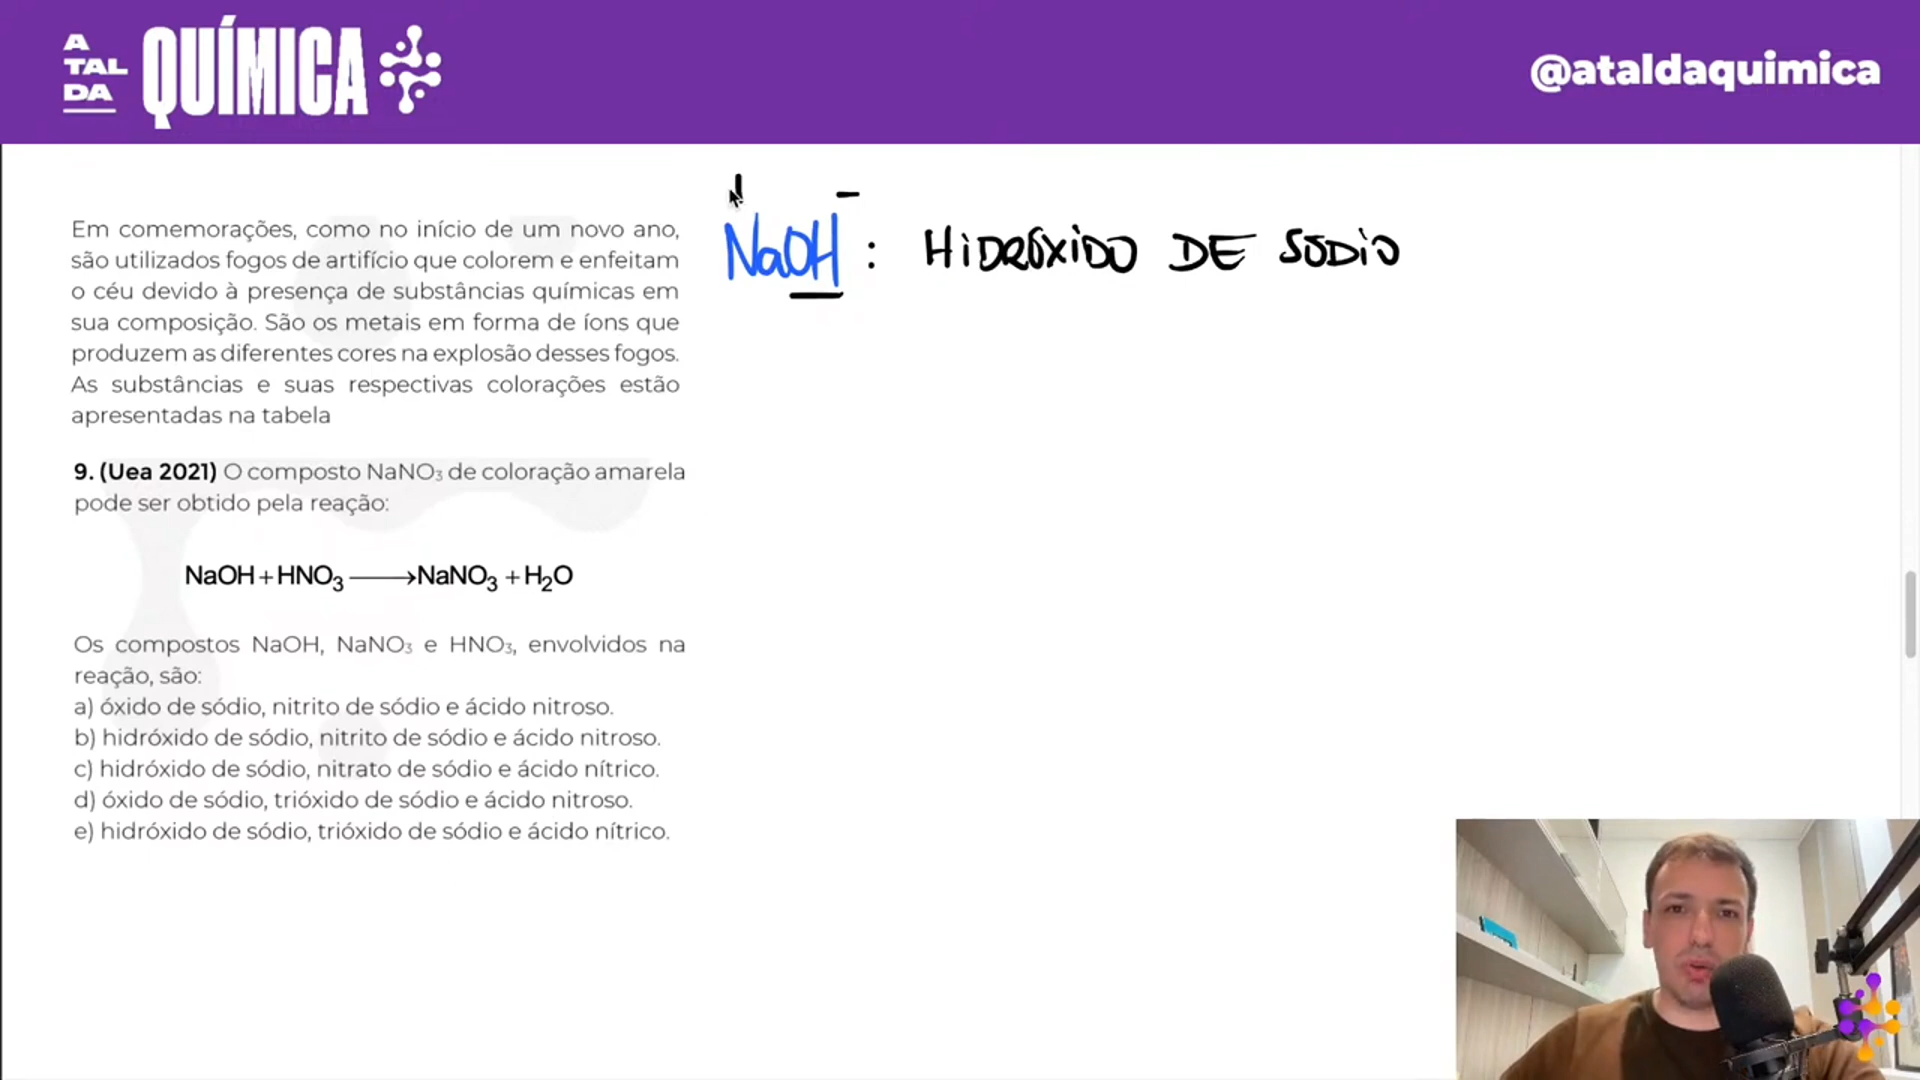 A
TAL
DA
QUÍMICA
@ataldaquimica
Em comemorações, como no início de um novo ano,
são utilizados fogos de artifício que colorem e enfeitam
o céu devido à presença de substâncias químicas em
sua composição. São os metais em forma de íons que
produzem as diferentes cores na explosão desses fogos.
As substâncias e suas respectivas colorações estão
apresentadas na tabela
9. (Uea 2021) O composto NaNO₃ de coloração amarela
pode ser obtido pela reação:
NaOH + HNO₃ ⟶ NaNO₃ + H₂O
Os compostos NaOH, NaNO₃ e HNO₃, envolvidos na
reação, são:
a) óxido de sódio, nitrito de sódio e ácido nitroso.
b) hidróxido de sódio, nitrito de sódio e ácido nitroso.
c) hidróxido de sódio, nitrato de sódio e ácido nítrico.
d) óxido de sódio, trióxido de sódio e ácido nitroso.
e) hidróxido de sódio, trióxido de sódio e ácido nítrico.
NaOH⁻ : HIDRÓXIDO DE SÓDIO